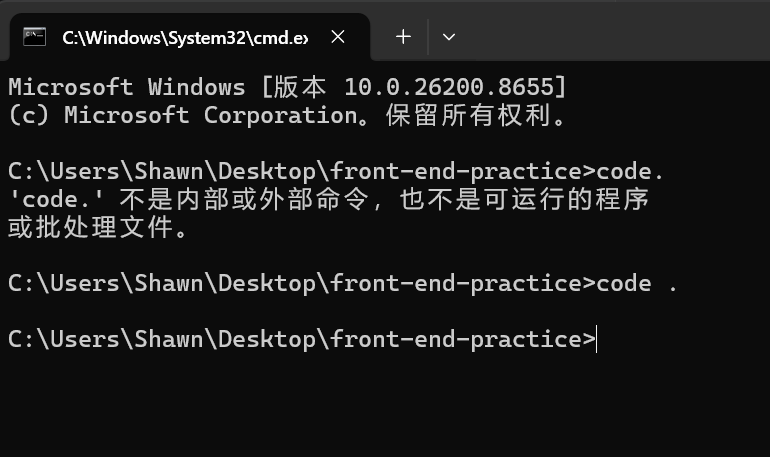 C:\Windows\System32\cmd.ex
Microsoft Windows [版本 10.0.26200.8655]
(c) Microsoft Corporation。保留所有权利。
C:\Users\Shawn\Desktop\front-end-practice>code.
'code.' 不是内部或外部命令，也不是可运行的程序
或批处理文件。
C:\Users\Shawn\Desktop\front-end-practice>code .
C:\Users\Shawn\Desktop\front-end-practice>